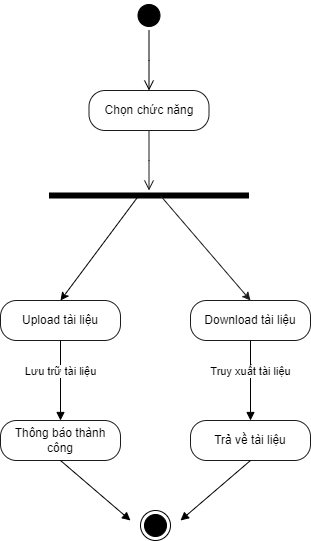 Chọn chức năng
Upload tài liệu
Download tài liệu
Lưu trữ tài liệu
Truy xuất tài liệu
Thông báo thành
công
Trả về tài liệu